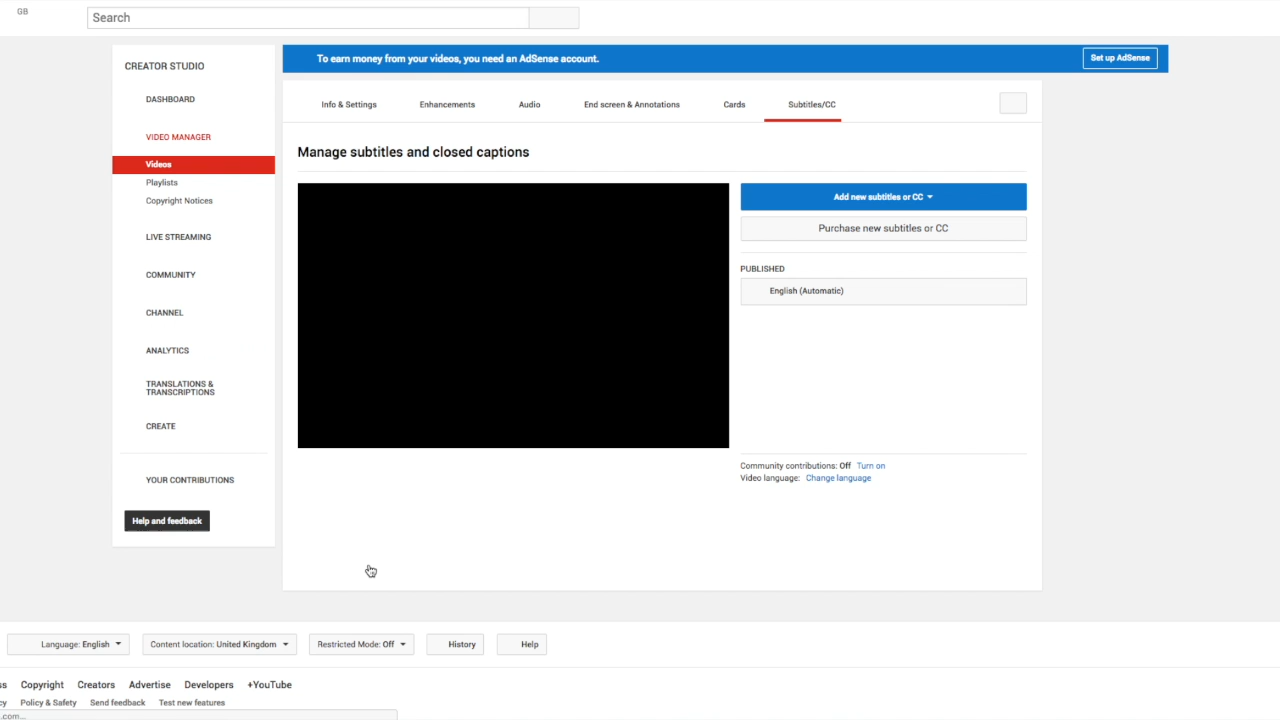 GB
Search
To earn money from your videos, you need an AdSense account.
Set up AdSense
CREATOR STUDIO
DASHBOARD
VIDEO MANAGER
Videos
Playlists
Copyright Notices
LIVE STREAMING
COMMUNITY
CHANNEL
ANALYTICS
TRANSLATIONS &
TRANSCRIPTIONS
CREATE
YOUR CONTRIBUTIONS
Help and feedback
Info & Settings
Enhancements
Audio
End screen & Annotations
Cards
Subtitles/CC
Manage subtitles and closed captions
Add new subtitles or CC
Purchase new subtitles or CC
PUBLISHED
English (Automatic)
Community contributions: Off Turn on
Video language: Change language
Language: English
Content location: United Kingdom
Restricted Mode: Off
History
Help
Copyright Creators Advertise Developers +YouTube
Policy & Safety Send feedback Test new features
.com...